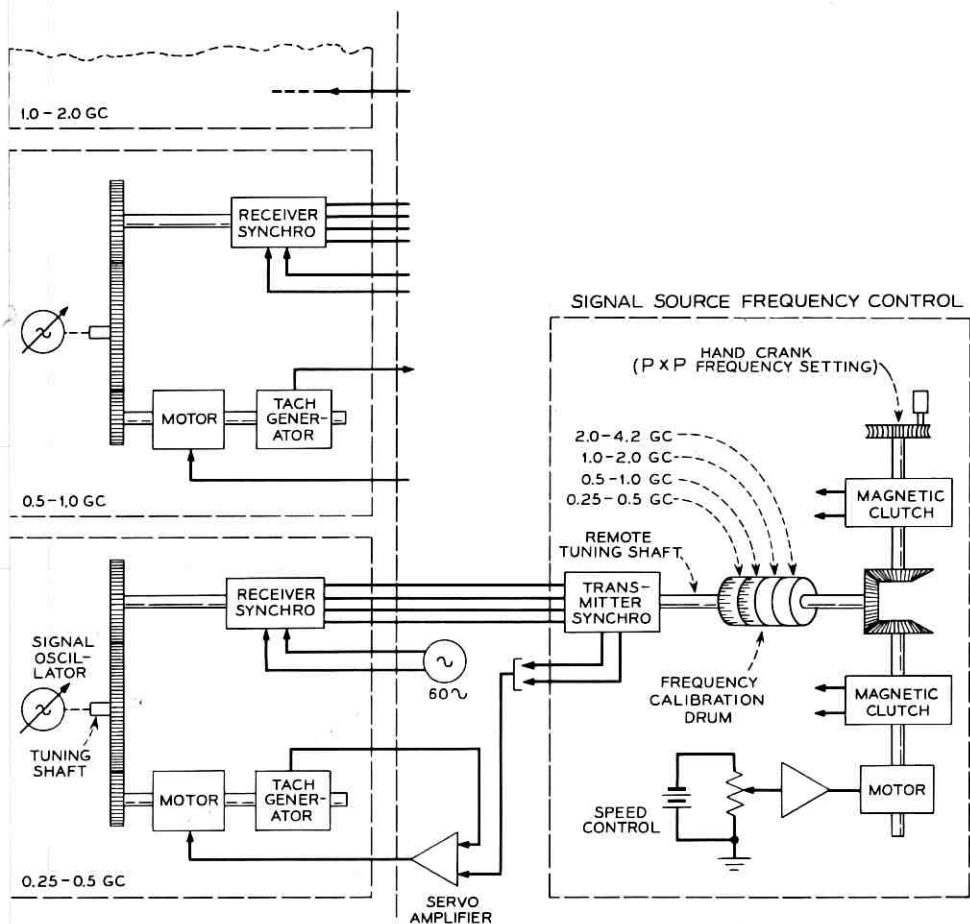 1.0–2.0 GC
RECEIVER
SYNCHRO
MOTOR
TACH
GENER-
ATOR
0.5–1.0 GC
SIGNAL SOURCE FREQUENCY CONTROL
HAND CRANK
(P X P FREQUENCY SETTING)
2.0–4.2 GC
1.0–2.0 GC
0.5–1.0 GC
0.25–0.5 GC
MAGNETIC
CLUTCH
REMOTE
TUNING SHAFT
RECEIVER
SYNCHRO
TRANS-
MITTER
SYNCHRO
SIGNAL
OSCIL-
LATOR
60~
FREQUENCY
CALIBRATION
DRUM
MAGNETIC
CLUTCH
TUNING
SHAFT
MOTOR
TACH
GENER-
ATOR
SPEED
CONTROL
MOTOR
0.25–0.5 GC
SERVO
AMPLIFIER